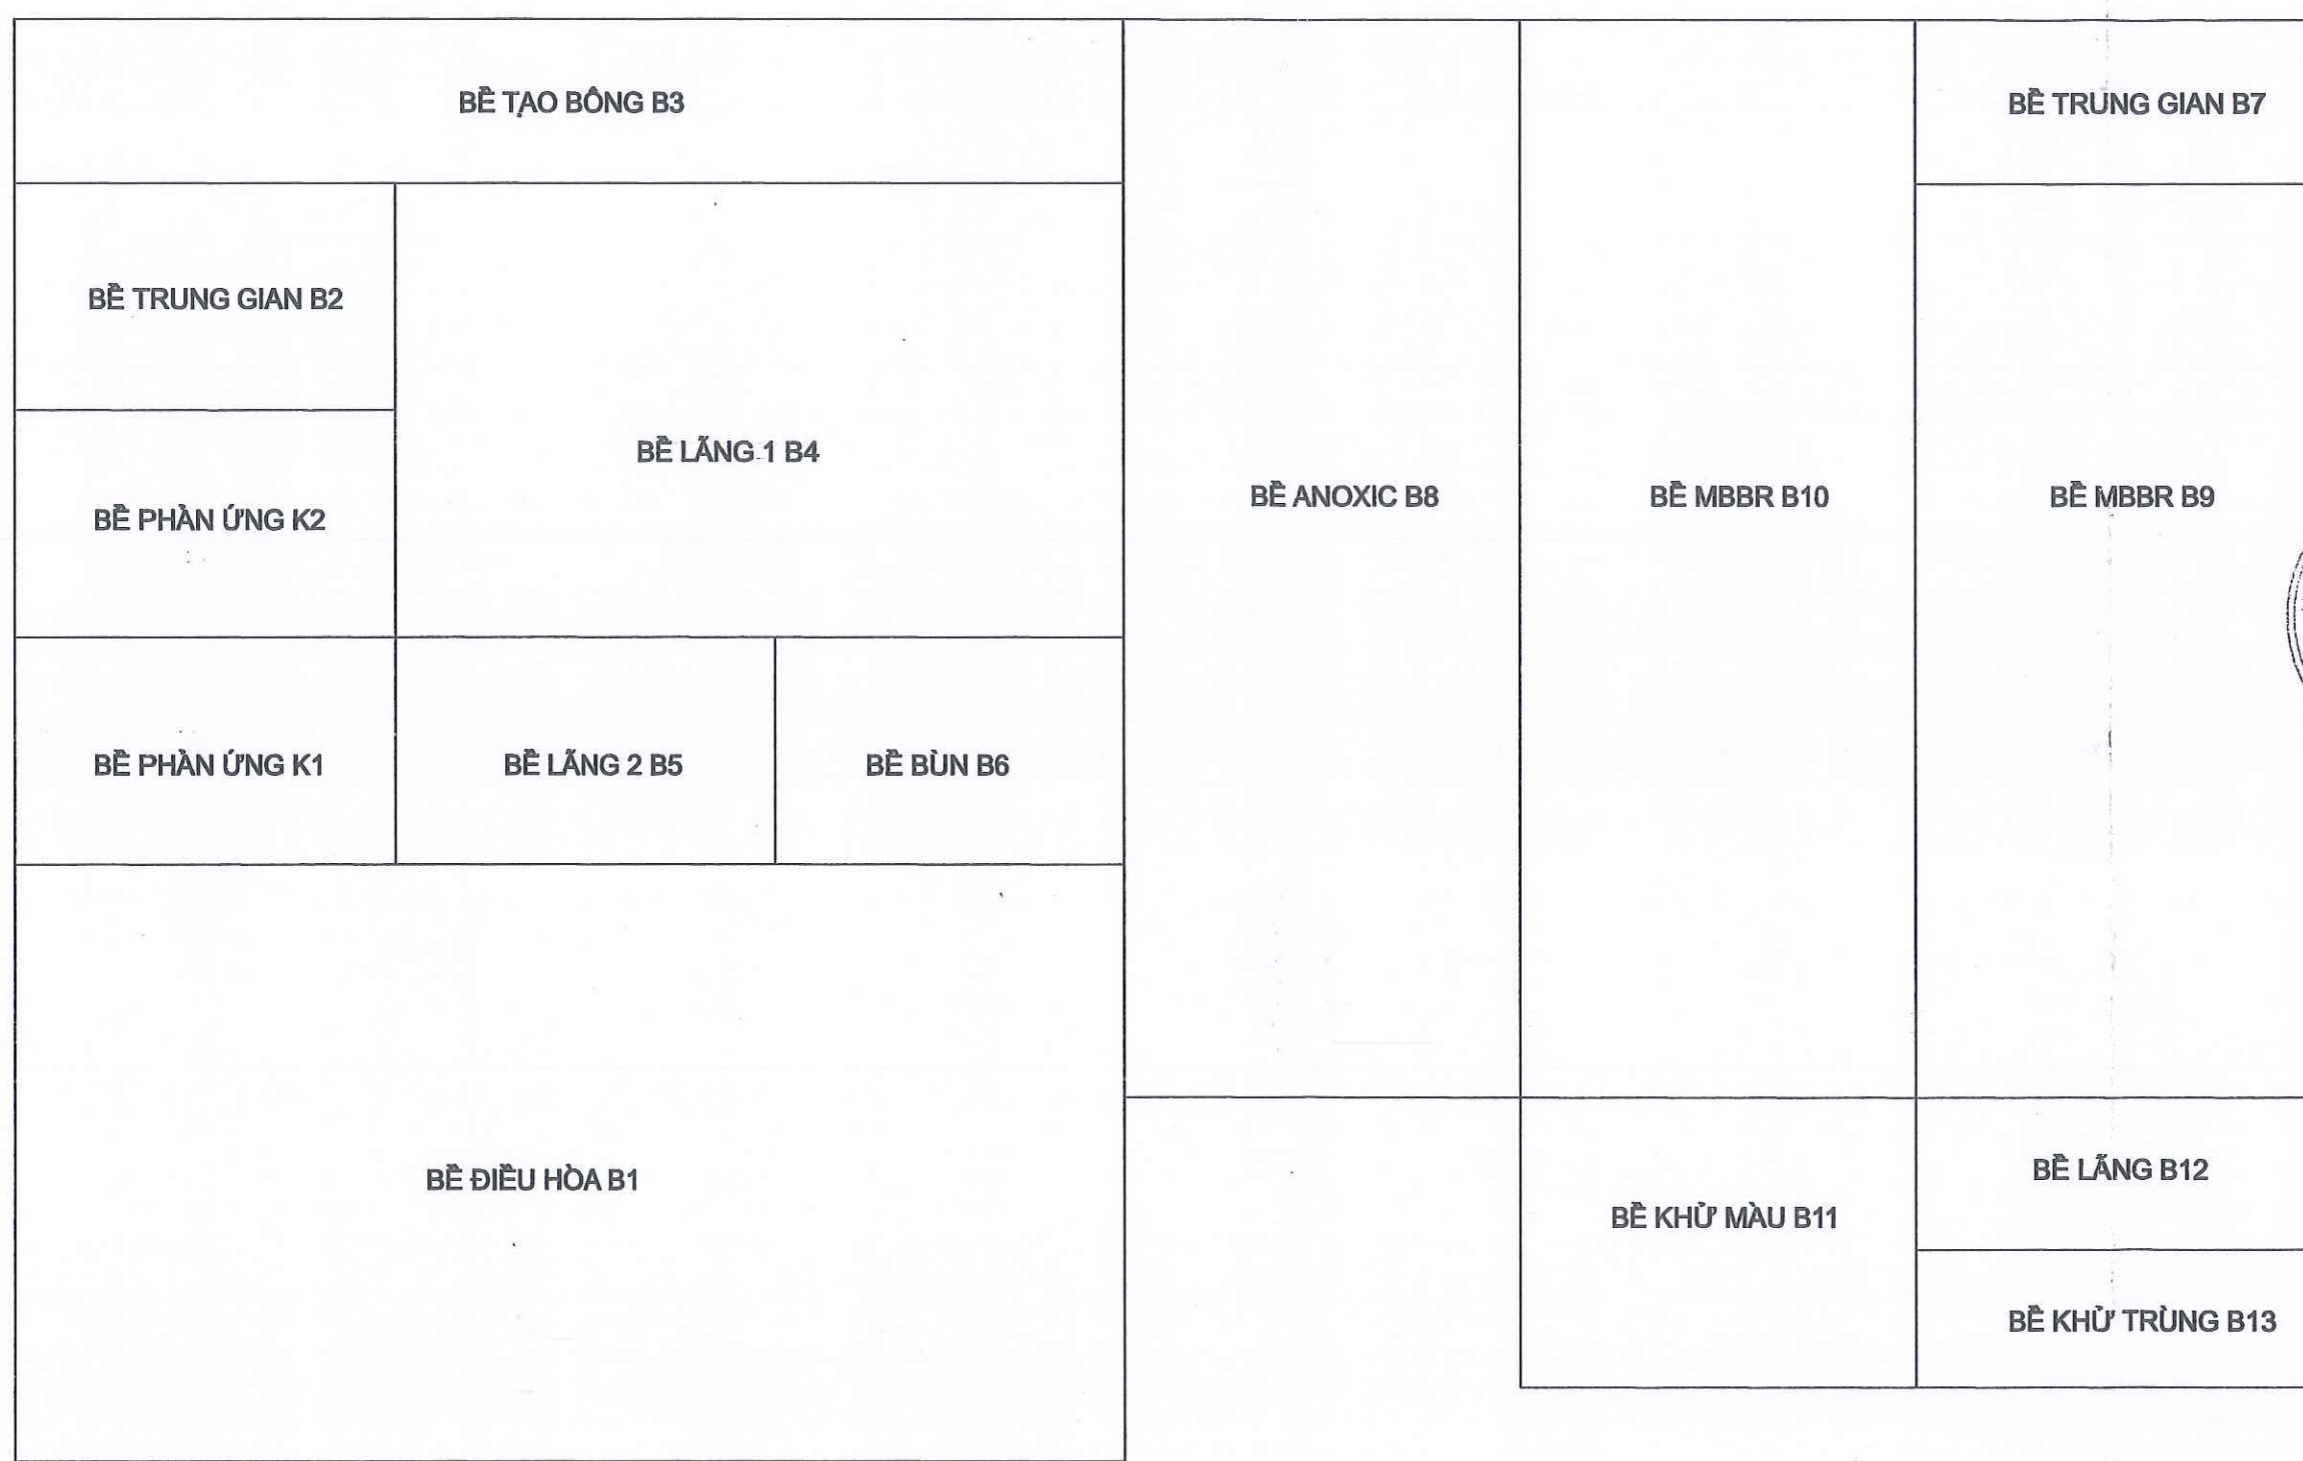 BỂ TẠO BÔNG B3
BỂ TRUNG GIAN B7
BỂ TRUNG GIAN B2
BỂ LẮNG 1 B4
BỂ ANOXIC B8
BỂ MBBR B10
BỂ MBBR B9
BỂ PHẢN ỨNG K2
BỂ PHẢN ỨNG K1
BỂ LẮNG 2 B5
BỂ BÙN B6
BỂ ĐIỀU HÒA B1
BỂ KHỬ MÀU B11
BỂ LẮNG B12
BỂ KHỬ TRÙNG B13